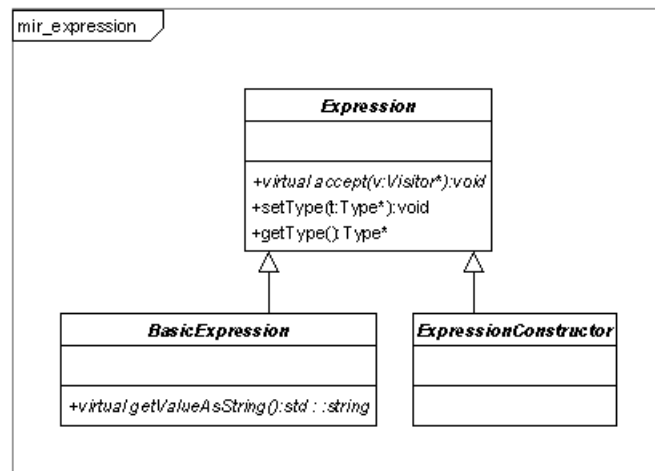 mir_expression
Expression
+virtual accept(v:Visitor*):void
+setType(t:Type*):void
+getType():Type*
BasicExpression
ExpressionConstructor
+virtual getValueAsString():std : :string